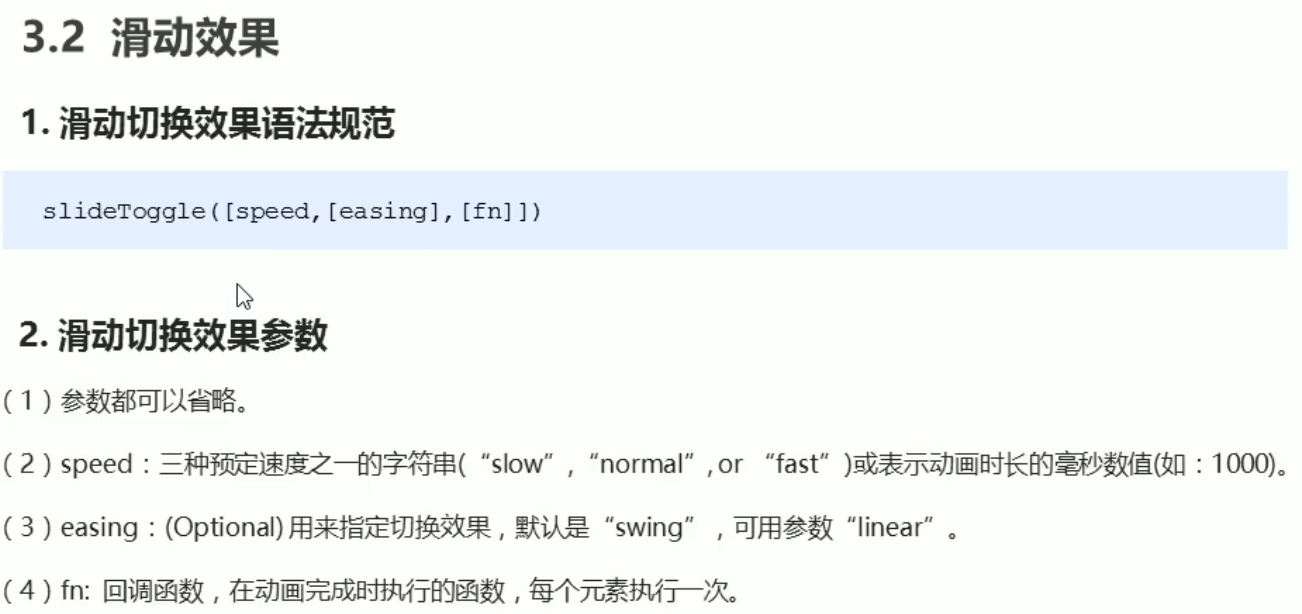 3.2 滑动效果
1. 滑动切换效果语法规范
slideToggle([speed,[easing],[fn]])
2. 滑动切换效果参数
（1）参数都可以省略。
（2）speed：三种预定速度之一的字符串(“slow”,“normal”, or “fast”)或表示动画时长的毫秒数值(如：1000)。
（3）easing：(Optional) 用来指定切换效果，默认是“swing”，可用参数“linear”。
（4）fn: 回调函数，在动画完成时执行的函数，每个元素执行一次。